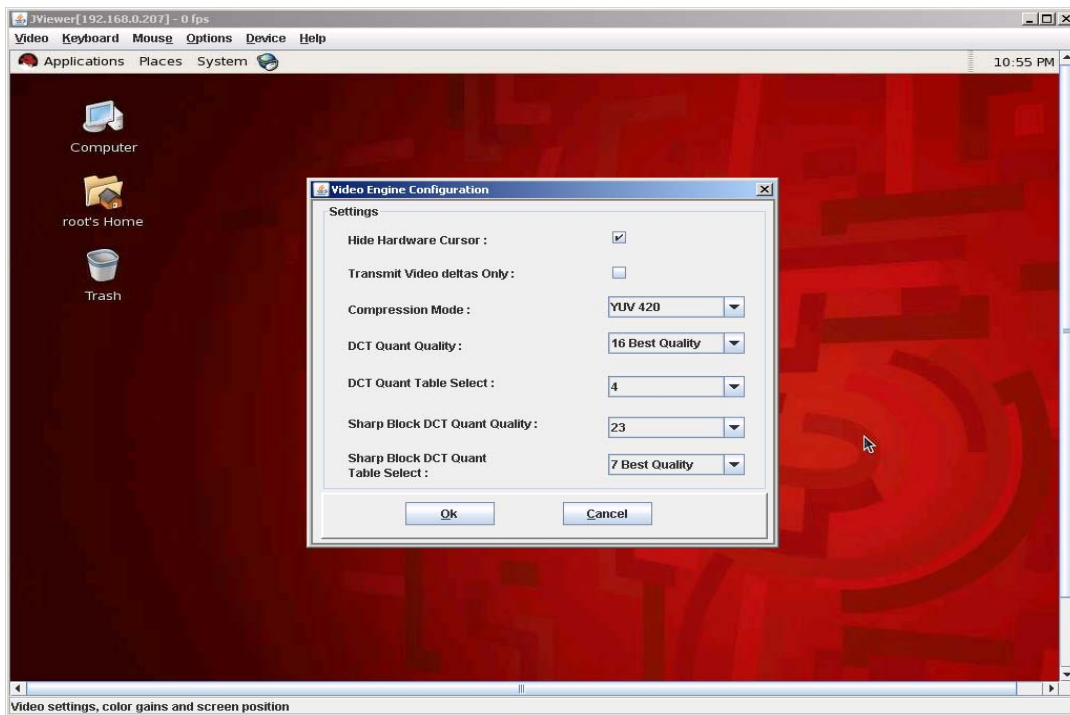 JViewer[192.168.0.207] - 0 fps
Video Keyboard Mouse Options Device Help
Applications Places System 10:55 PM
Computer
root's Home
Trash
Video Engine Configuration
Settings
Hide Hardware Cursor :
Transmit Video deltas Only :
Compression Mode : YUV 420
DCT Quant Quality : 16 Best Quality
DCT Quant Table Select : 4
Sharp Block DCT Quant Quality : 23
Sharp Block DCT Quant
Table Select : 7 Best Quality
Ok Cancel
Video settings, color gains and screen position